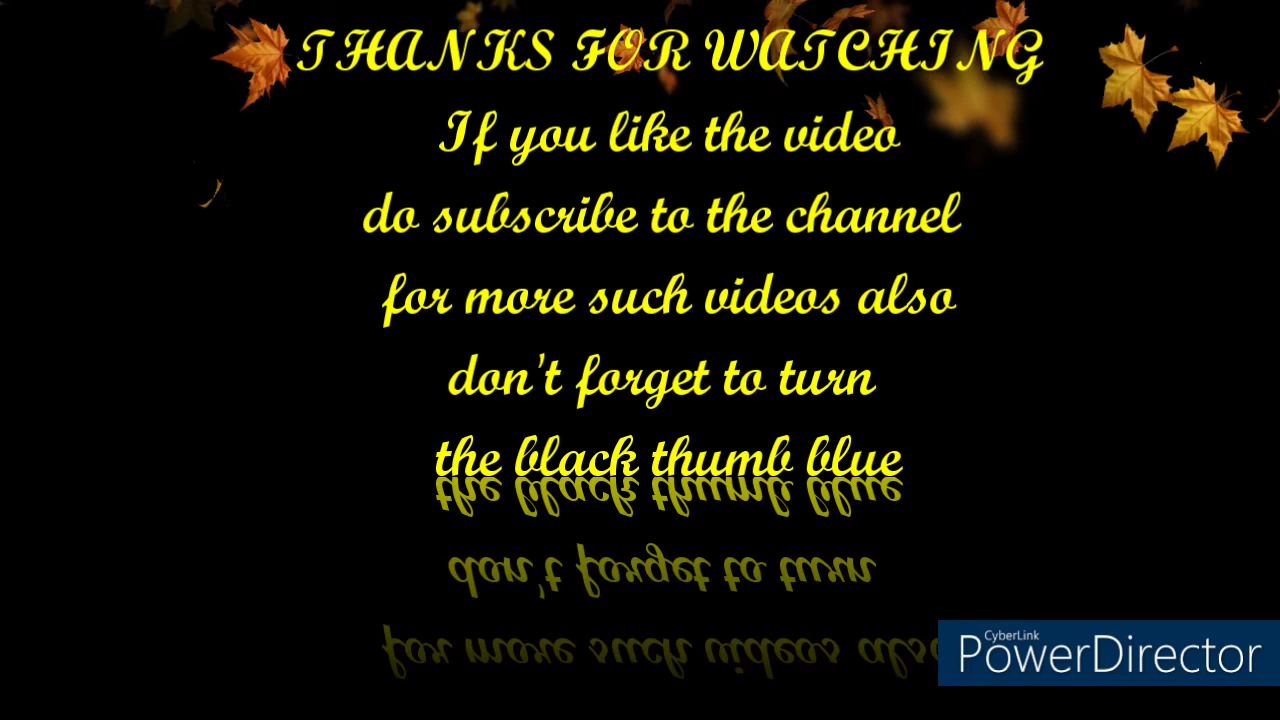 THANKS FOR WATCHING
If you like the video
do subscribe to the channel
for more such videos also
don't forget to turn
the black thumb blue
CyberLink
PowerDirector